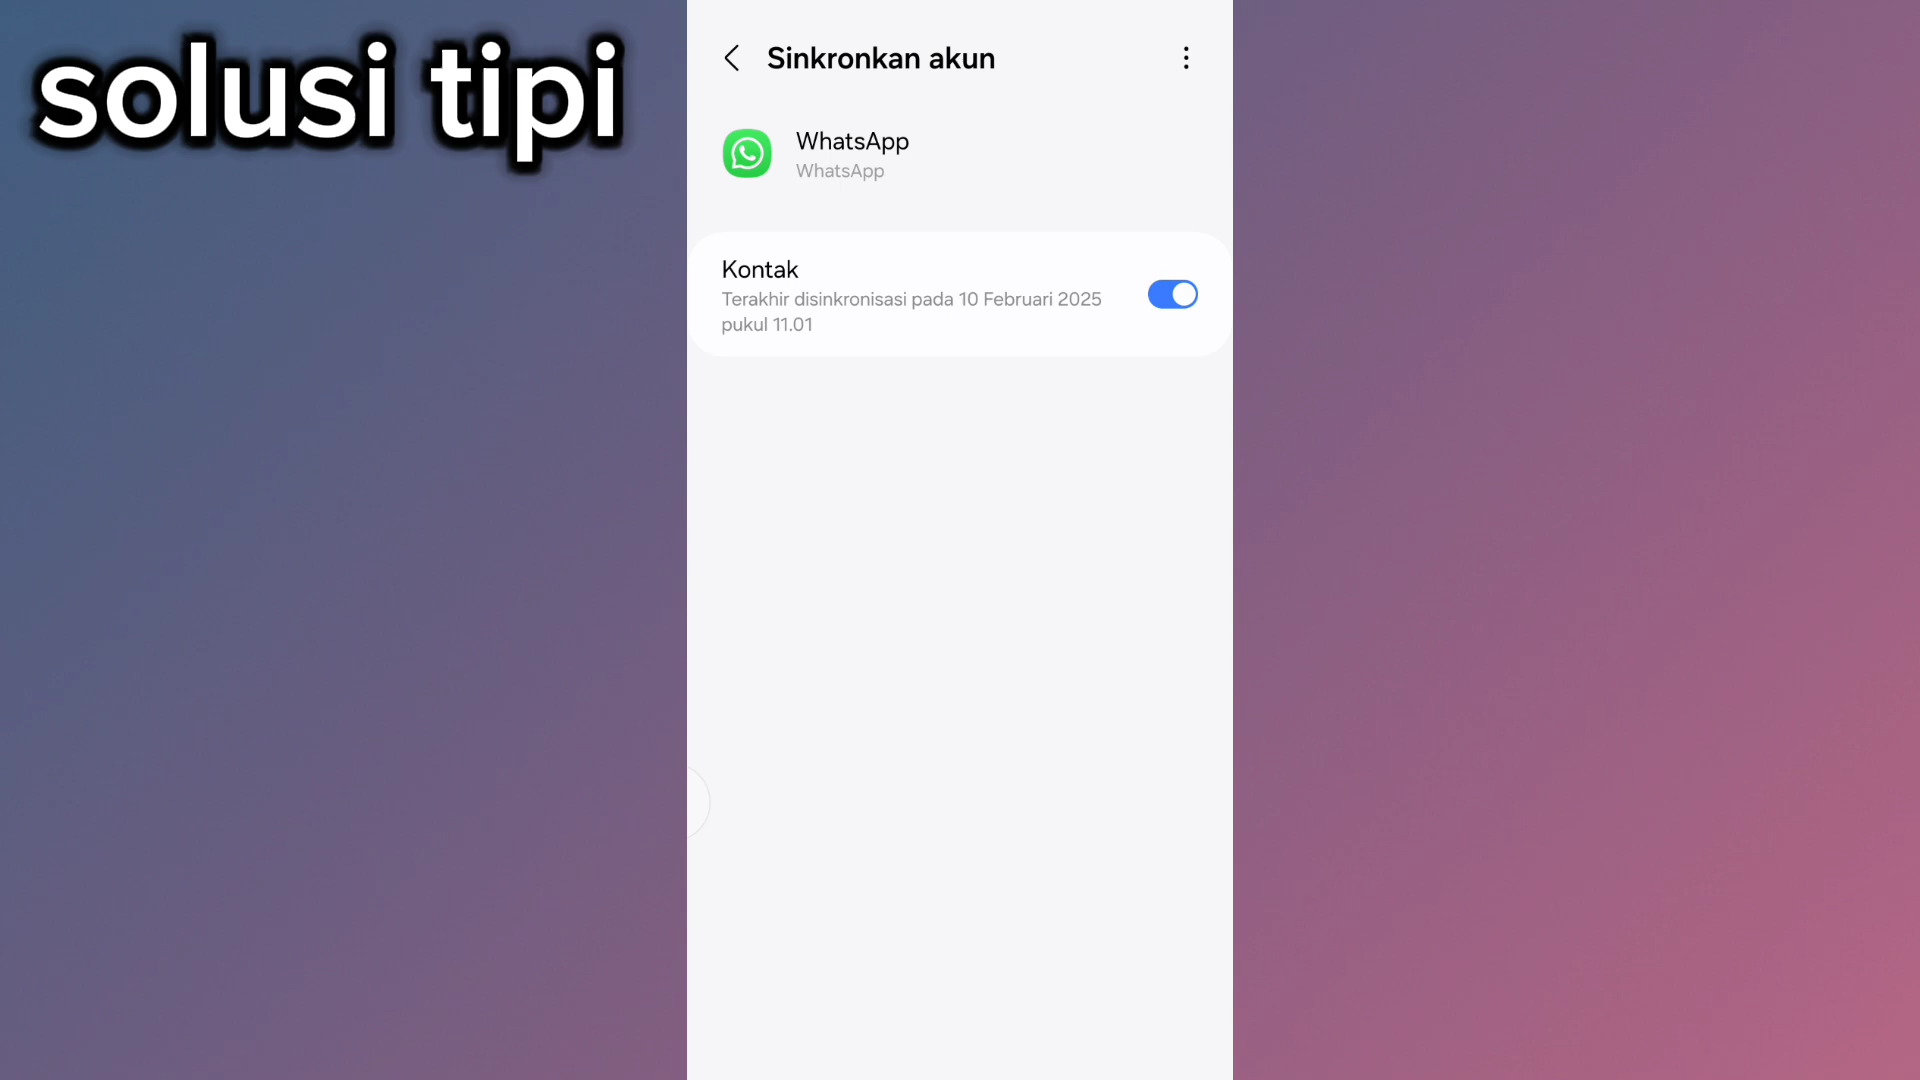 solusi tipi
Sinkronkan akun
WhatsApp
WhatsApp
Kontak
Terakhir disinkronisasi pada 10 Februari 2025
pukul 11.01